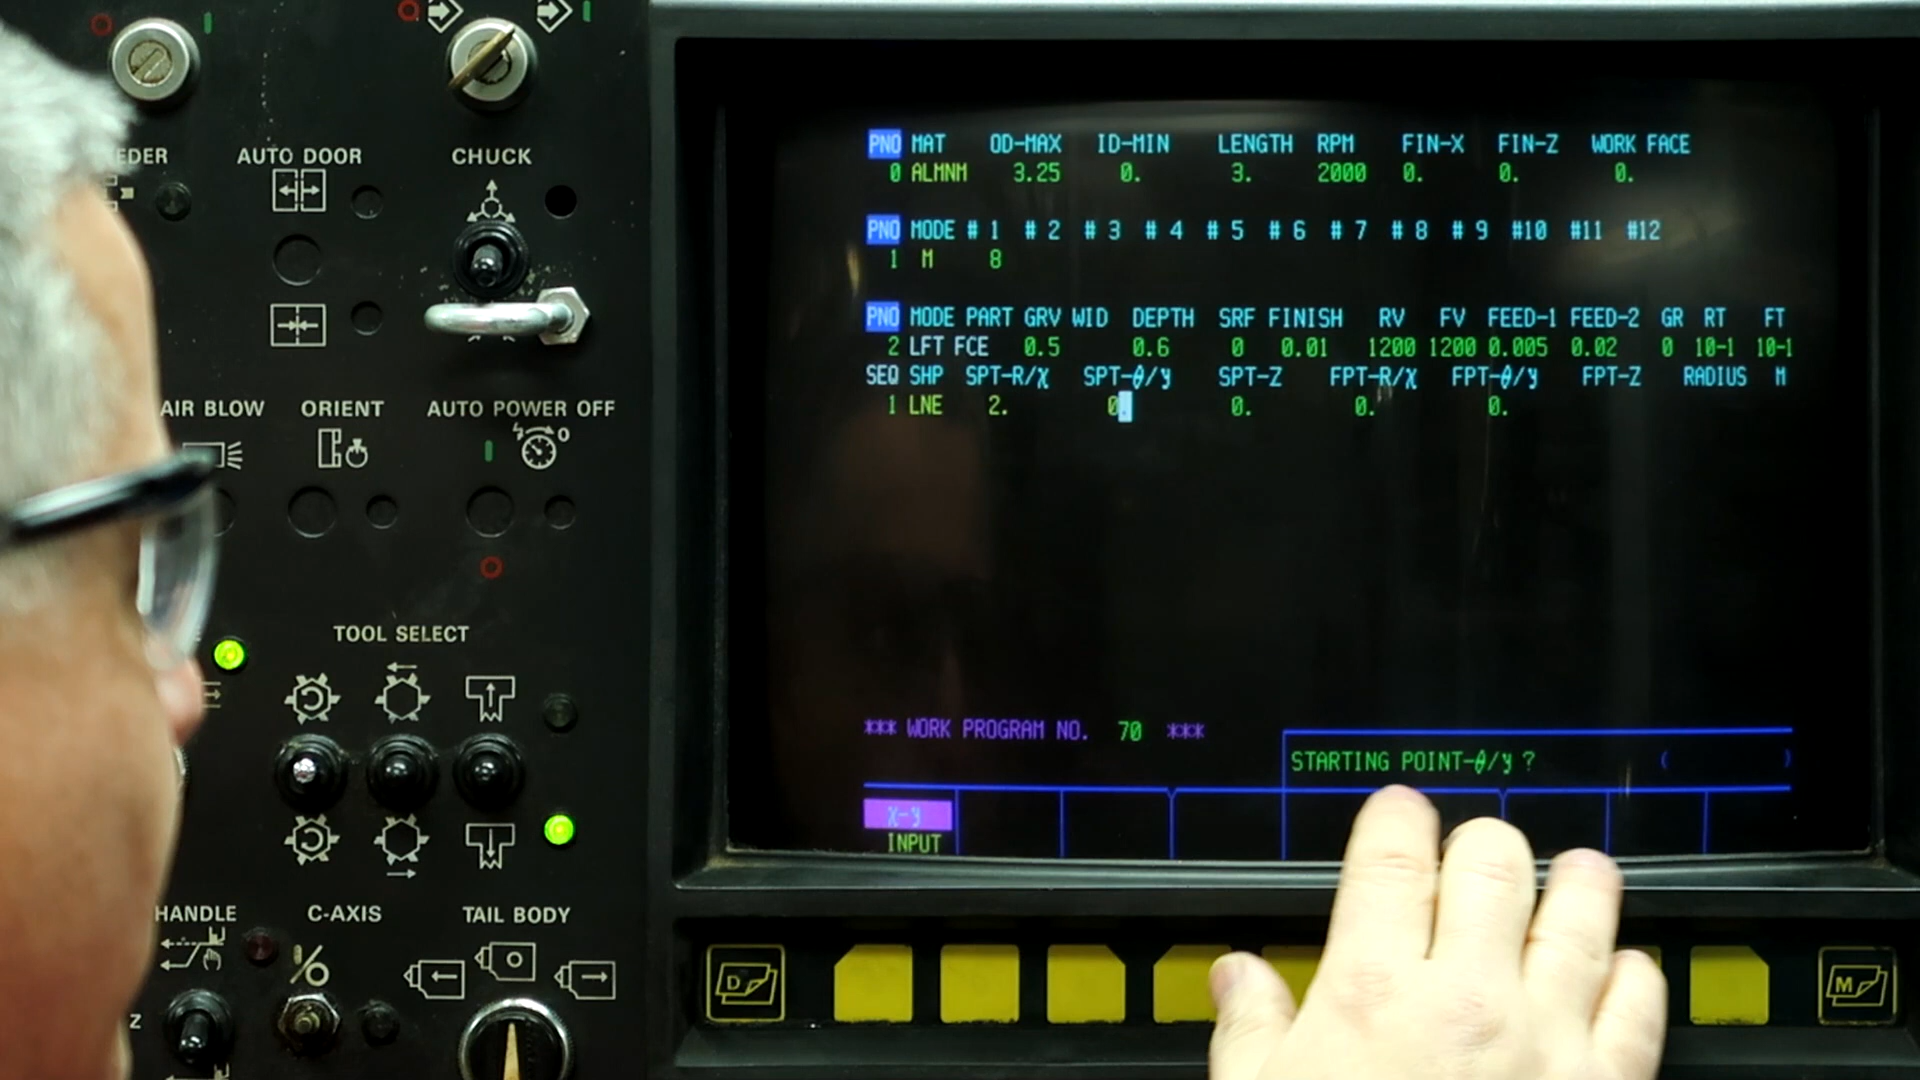 EDER AUTO DOOR CHUCK
AIR BLOW ORIENT AUTO POWER OFF
TOOL SELECT
HANDLE C-AXIS TAIL BODY
Z
PNO MAT OD-MAX ID-MIN LENGTH RPM FIN-X FIN-Z WORK FACE
0 ALMNM 3.25 0. 3. 2000 0. 0. 0.
PNO MODE # 1 # 2 # 3 # 4 # 5 # 6 # 7 # 8 # 9 #10 #11 #12
1 M 8
PNO MODE PART GRV WID DEPTH SRF FINISH RV FV FEED-1 FEED-2 GR RT FT
2 LFT FCE 0.5 0.6 0 0.01 1200 1200 0.005 0.02 0 10-1 10-1
SEQ SHP SPT-R/X SPT-θ/y SPT-Z FPT-R/X FPT-θ/y FPT-Z RADIUS M
1 LNE 2. 0. 0. 0. 0.
*** WORK PROGRAM NO. 70 ***
STARTING POINT-θ/y ? ( )
X-y
INPUT
D M